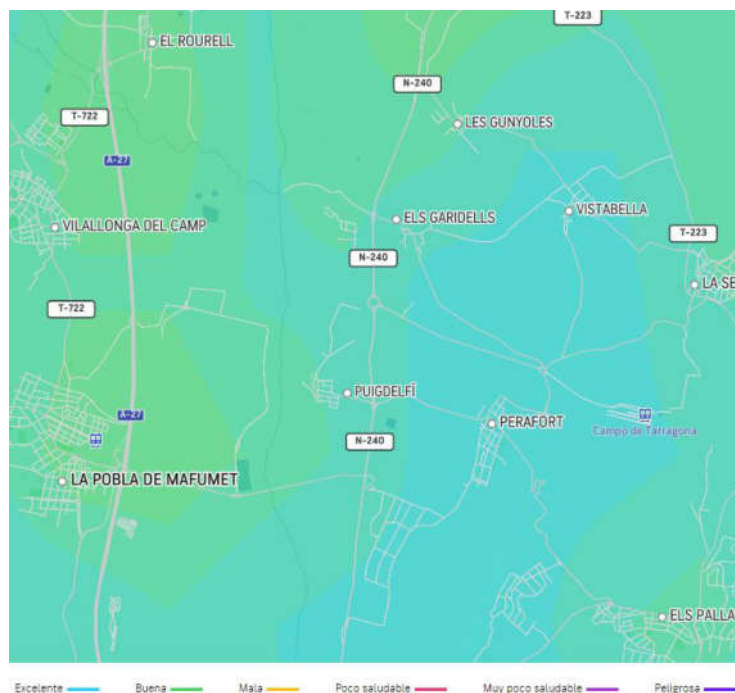 T-223
EL ROURELL
N-240
T-722
LES GUNYOLES
A-27
VISTABELLA
ELS GARIDELLS
VILALLONGA DEL CAMP
T-223
N-240
LA SE
T-722
PUIGDELFÍ
A-27
PERAFORT
Campo de Tarragona
N-240
LA POBLA DE MAFUMET
ELS PALLA
Excelente Buena Mala Poco saludable Muy poco saludable Peligrosa